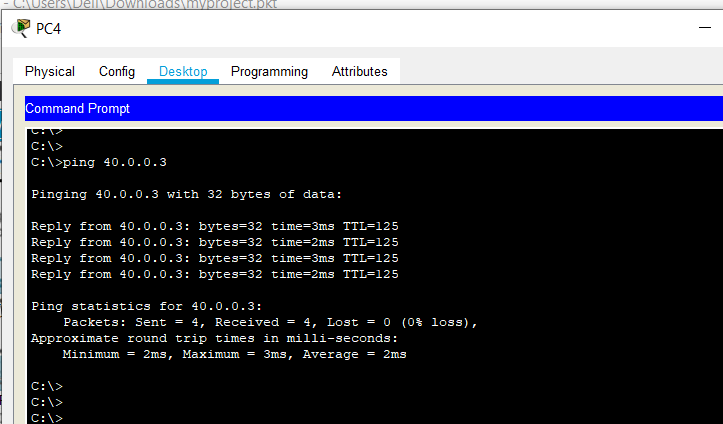 - C:\Users\Dell\Downloads\myproject.pkt
PC4
Physical Config Desktop Programming Attributes
Command Prompt
C:\>
C:\>
C:\>ping 40.0.0.3
Pinging 40.0.0.3 with 32 bytes of data:
Reply from 40.0.0.3: bytes=32 time=3ms TTL=125
Reply from 40.0.0.3: bytes=32 time=2ms TTL=125
Reply from 40.0.0.3: bytes=32 time=3ms TTL=125
Reply from 40.0.0.3: bytes=32 time=2ms TTL=125
Ping statistics for 40.0.0.3:
Packets: Sent = 4, Received = 4, Lost = 0 (0% loss),
Approximate round trip times in milli-seconds:
Minimum = 2ms, Maximum = 3ms, Average = 2ms
C:\>
C:\>
C:\>